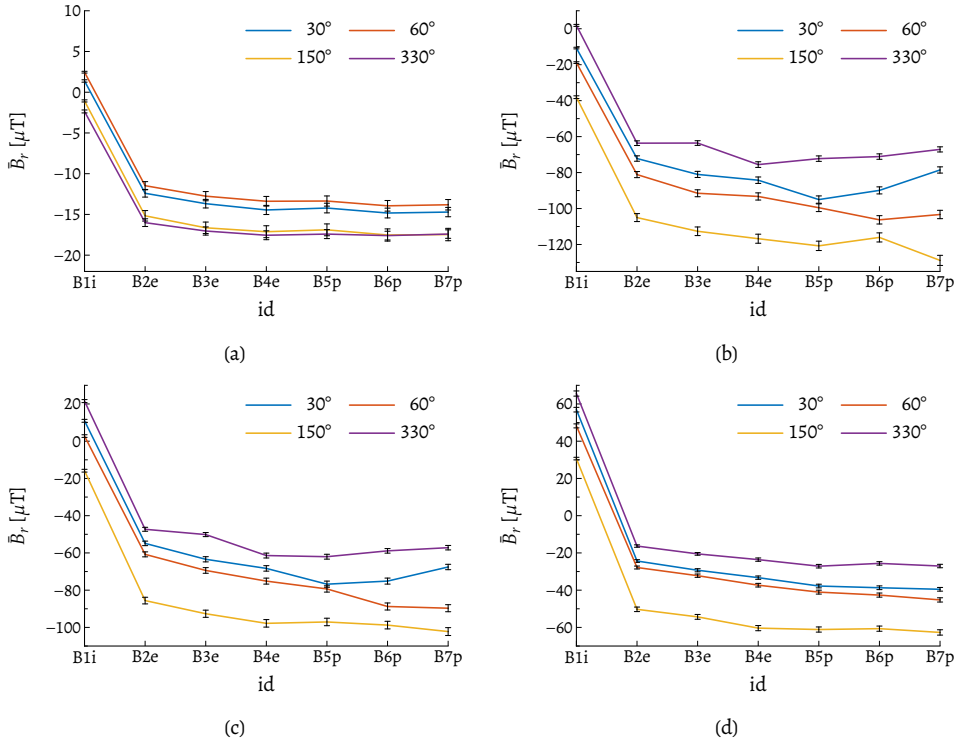 10
5
0
−5
−10
−15
−20
B̄r [μT]
30° 60°
150° 330°
B1i B2e B3e B4e B5p B6p B7p
id
(a)
0
−20
−40
−60
−80
−100
−120
B̄r [μT]
30° 60°
150° 330°
B1i B2e B3e B4e B5p B6p B7p
id
(b)
20
0
−20
−40
−60
−80
−100
B̄r [μT]
30° 60°
150° 330°
B1i B2e B3e B4e B5p B6p B7p
id
(c)
60
40
20
0
−20
−40
−60
B̄r [μT]
30° 60°
150° 330°
B1i B2e B3e B4e B5p B6p B7p
id
(d)